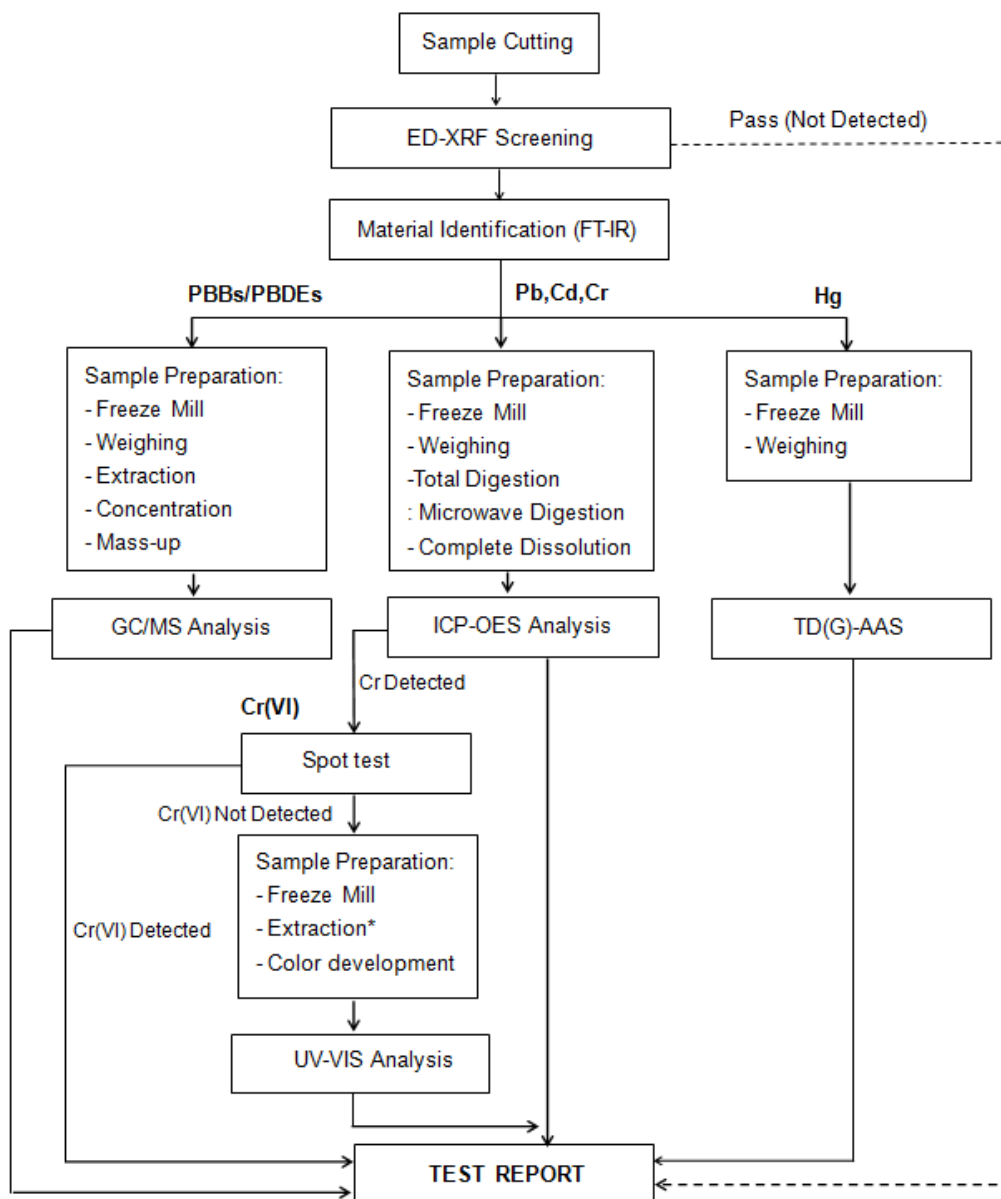 Sample Cutting
ED-XRF Screening
Pass (Not Detected)
Material Identification (FT-IR)
PBBs/PBDEs
Pb,Cd,Cr
Hg
Sample Preparation:
- Freeze Mill
- Weighing
- Extraction
- Concentration
- Mass-up
Sample Preparation:
- Freeze Mill
- Weighing
-Total Digestion
: Microwave Digestion
- Complete Dissolution
Sample Preparation:
- Freeze Mill
- Weighing
GC/MS Analysis
ICP-OES Analysis
TD(G)-AAS
Cr Detected
Cr(VI)
Spot test
Cr(VI) Not Detected
Sample Preparation:
- Freeze Mill
- Extraction*
- Color development
Cr(VI) Detected
UV-VIS Analysis
TEST REPORT